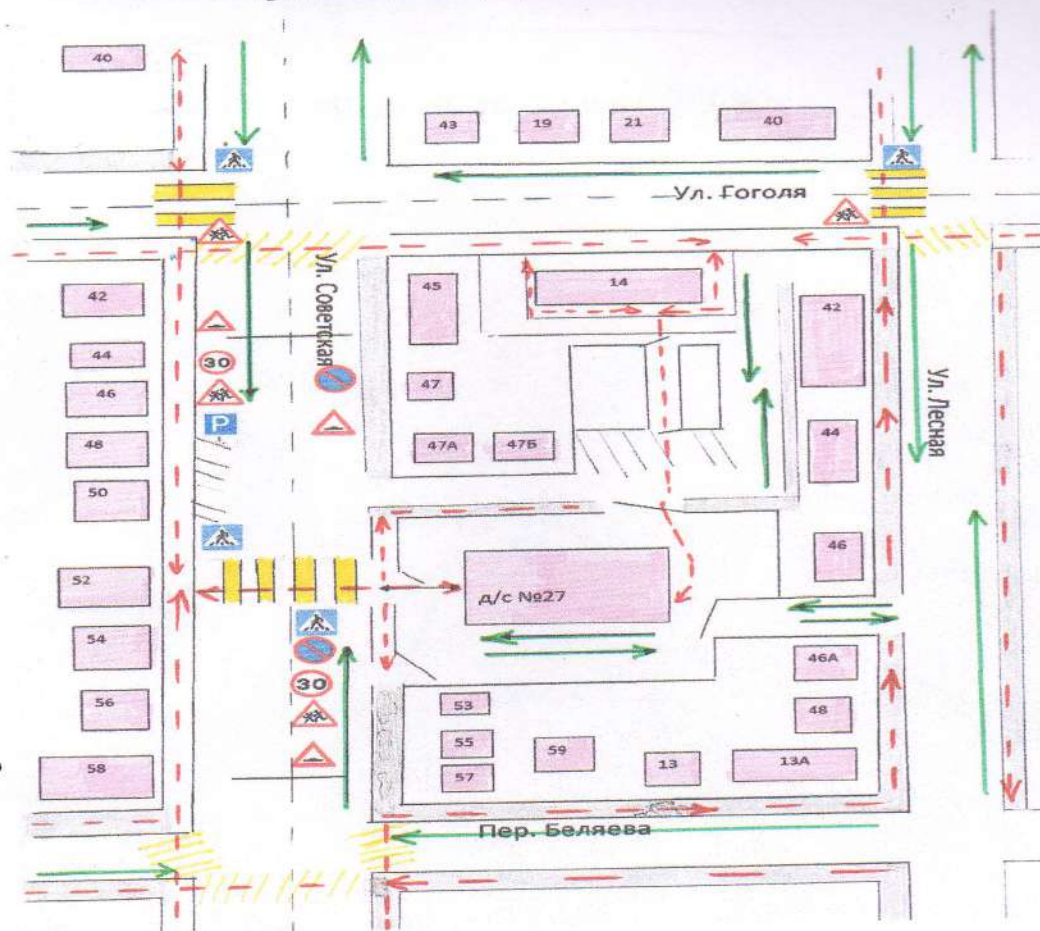 40
43
19
21
40
Ул. Гоголя
42
44
46
48
50
52
54
56
58
30
P
Ул. Советская
45
47
47А
47Б
14
42
44
46
Ул. Лесная
д/с №27
30
53
55
57
59
13
13А
46А
48
Пер. Беляева